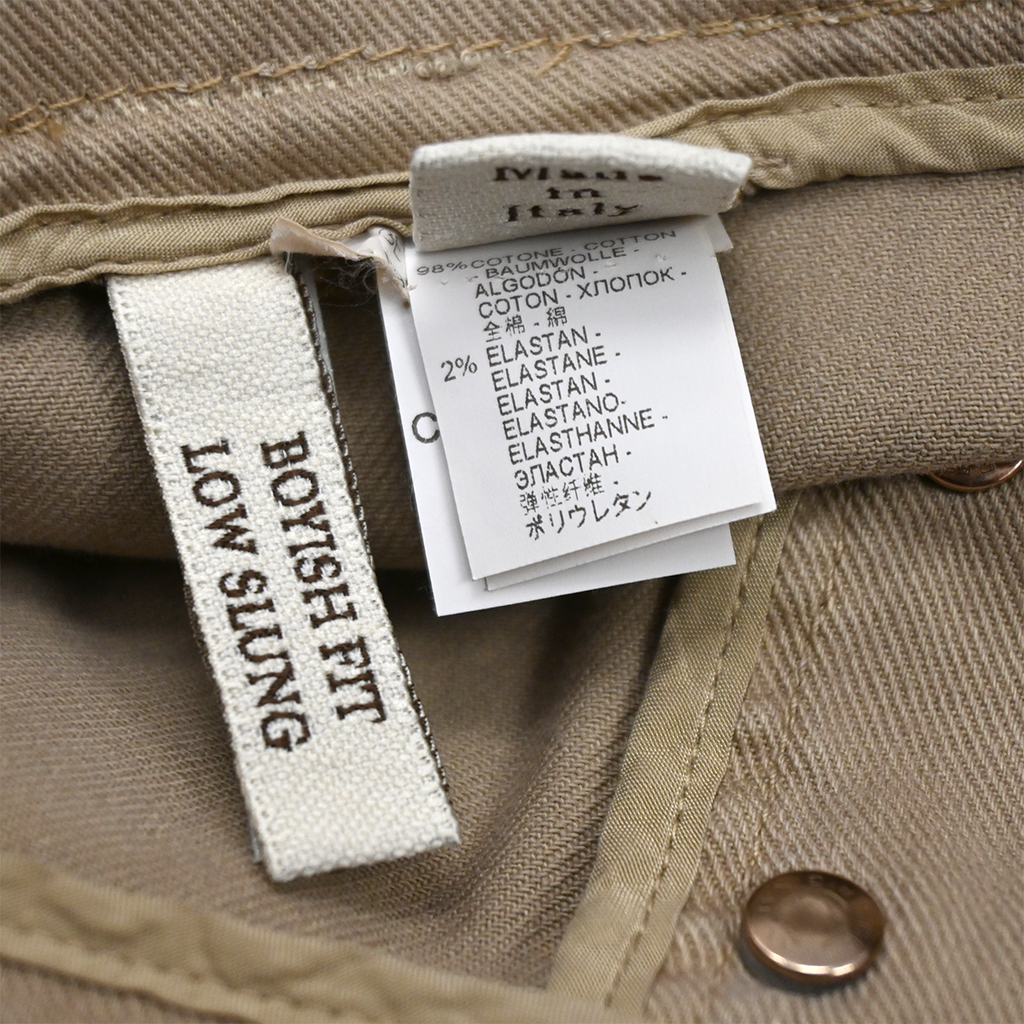 Made
in
Italy
98% COTONE - COTTON
- BAUMWOLLE -
ALGODÓN -
COTON - ХЛОПОК -
全棉 - 綿
2% ELASTAN -
ELASTANE -
ELASTAN -
ELASTANO-
ELASTHANNE -
ЭЛАСТАН -
弹性纤维 -
ポリウレタン
C
BOYISH FIT
LOW SLUNG